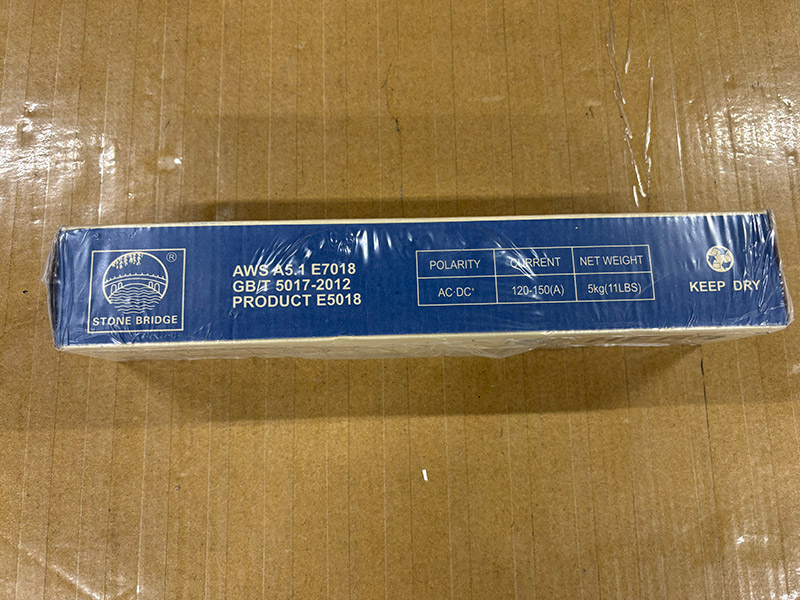 ®
STONE BRIDGE
AWS A5.1 E7018
GB/T 5017-2012
PRODUCT E5018
POLARITY CURRENT NET WEIGHT
AC·DC⁺ 120-150(A) 5kg(11LBS)
KEEP DRY